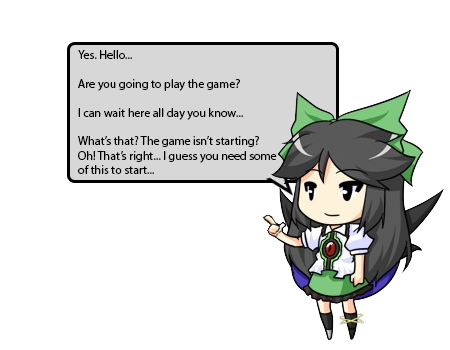 Yes. Hello...
Are you going to play the game?
I can wait here all day you know...
What's that? The game isn't starting?
Oh! That's right... I guess you need some
of this to start...